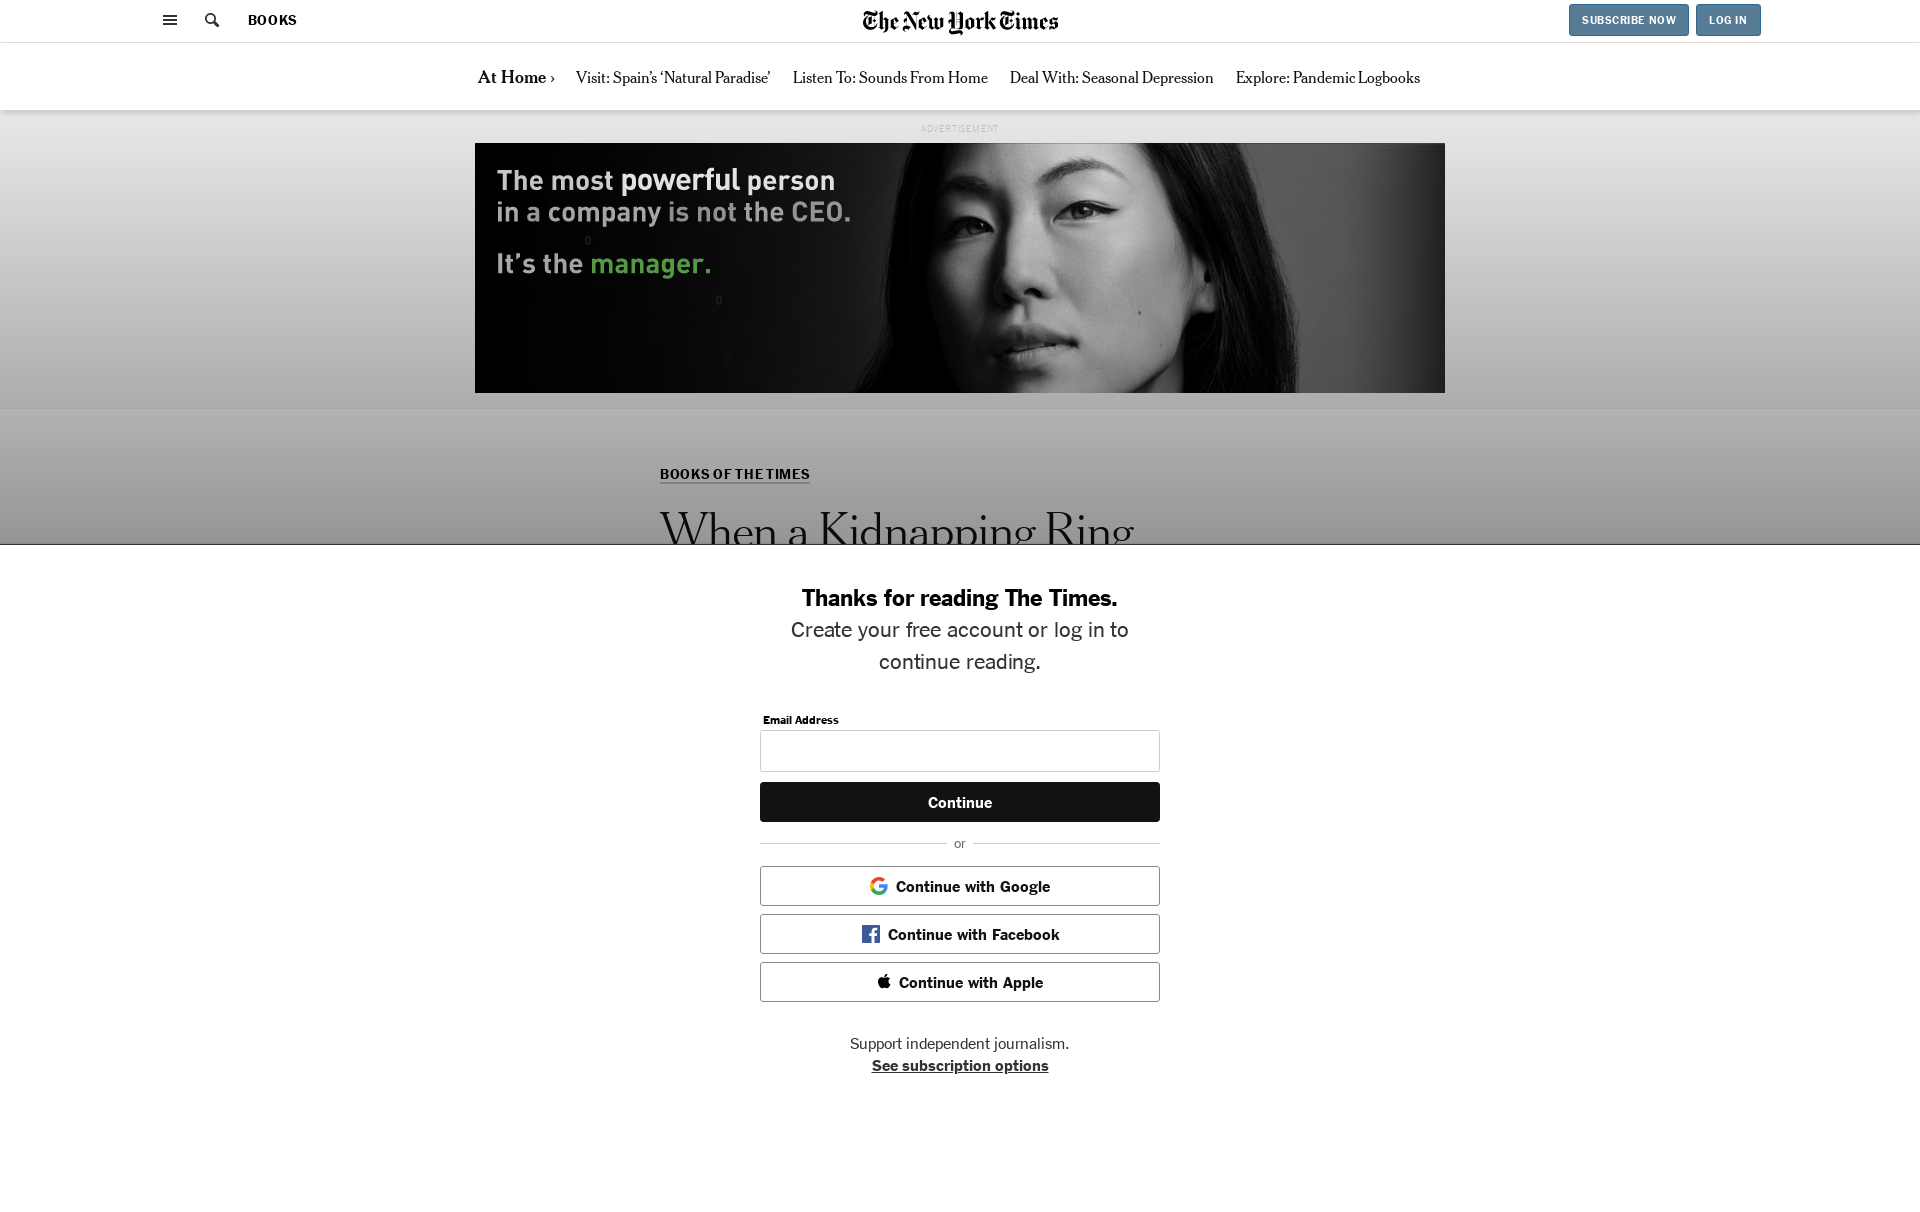 BOOKS
The New York Times
SUBSCRIBE NOW
LOG IN
At Home ›
Visit: Spain’s ‘Natural Paradise’
Listen To: Sounds From Home
Deal With: Seasonal Depression
Explore: Pandemic Logbooks
ADVERTISEMENT
The most powerful person
in a company is not the CEO.
0
It’s the manager.
0
BOOKS OF THE TIMES
When a Kidnapping Ring
Thanks for reading The Times.
Create your free account or log in to
continue reading.
Email Address
Continue
or
Continue with Google
Continue with Facebook
Continue with Apple
Support independent journalism.
See subscription options